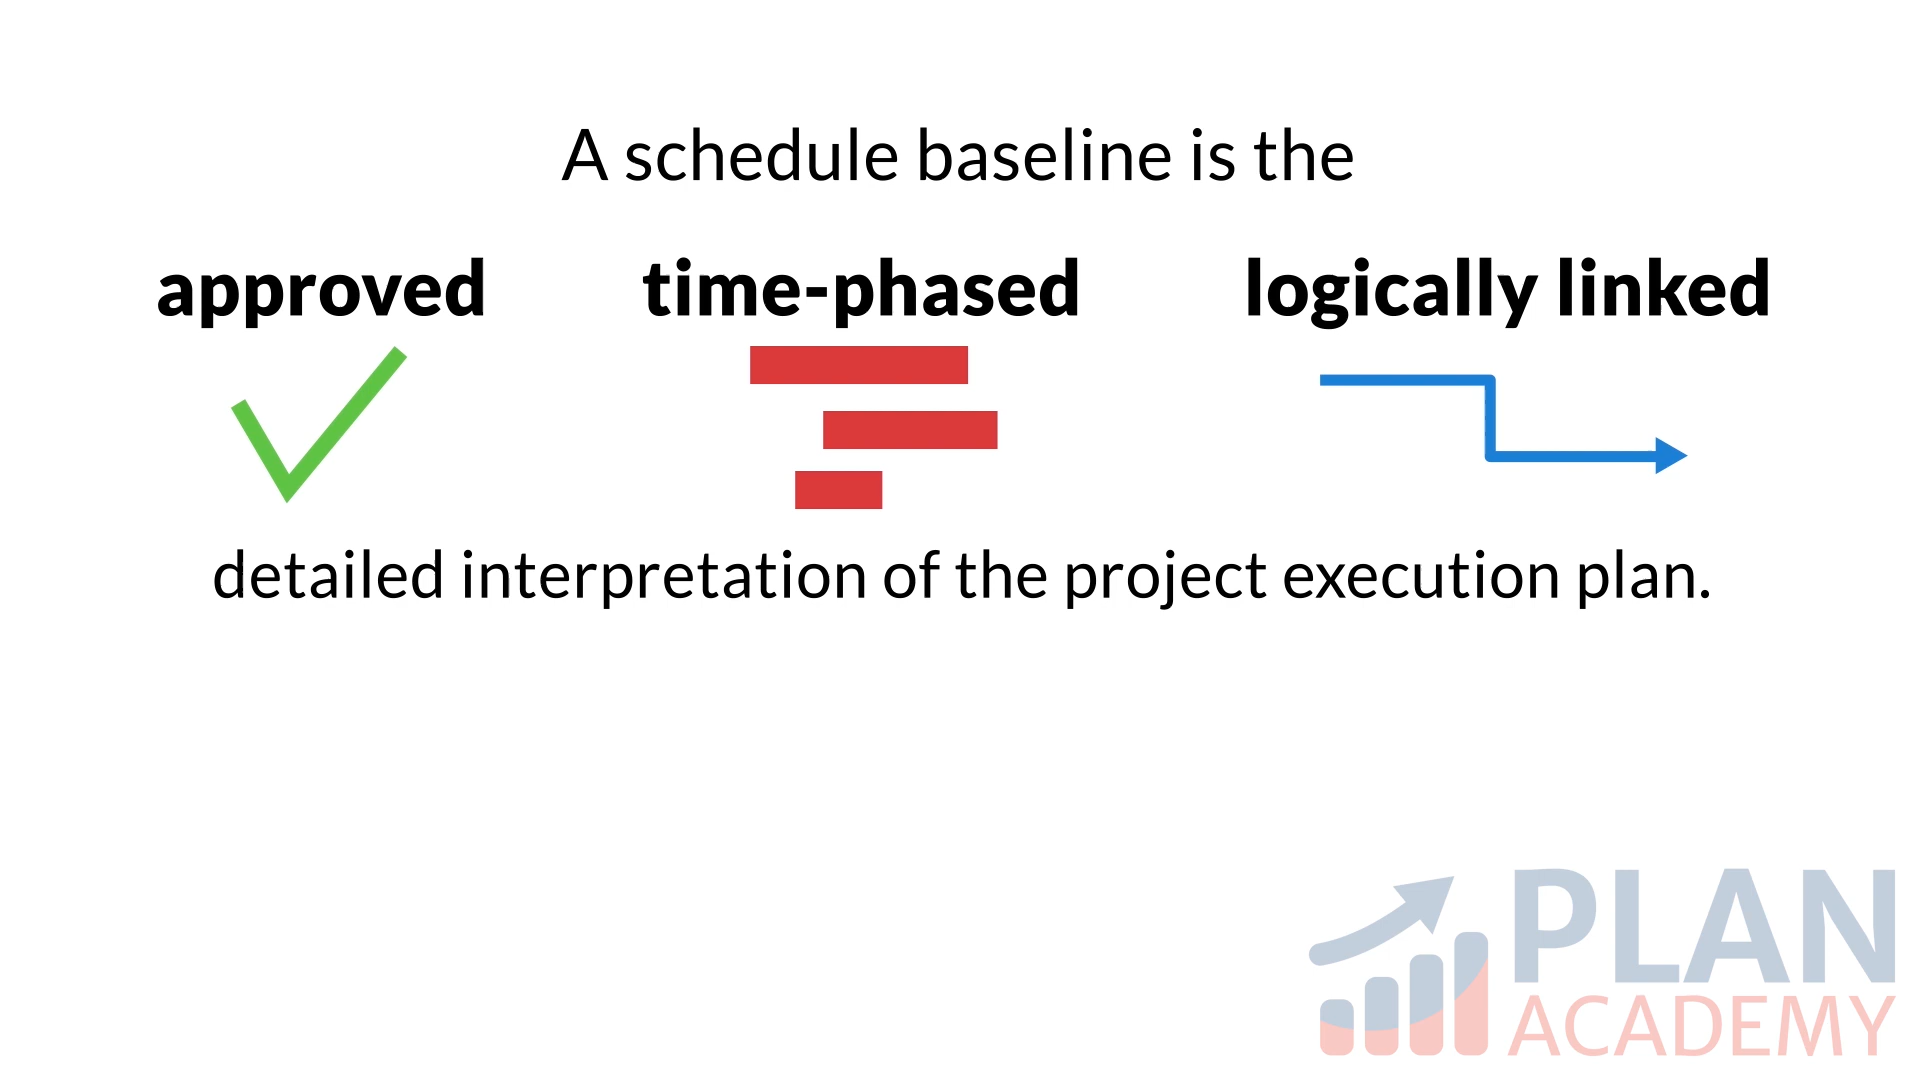 A schedule baseline is the
approved time-phased logically linked
detailed interpretation of the project execution plan.
PLAN
ACADEMY